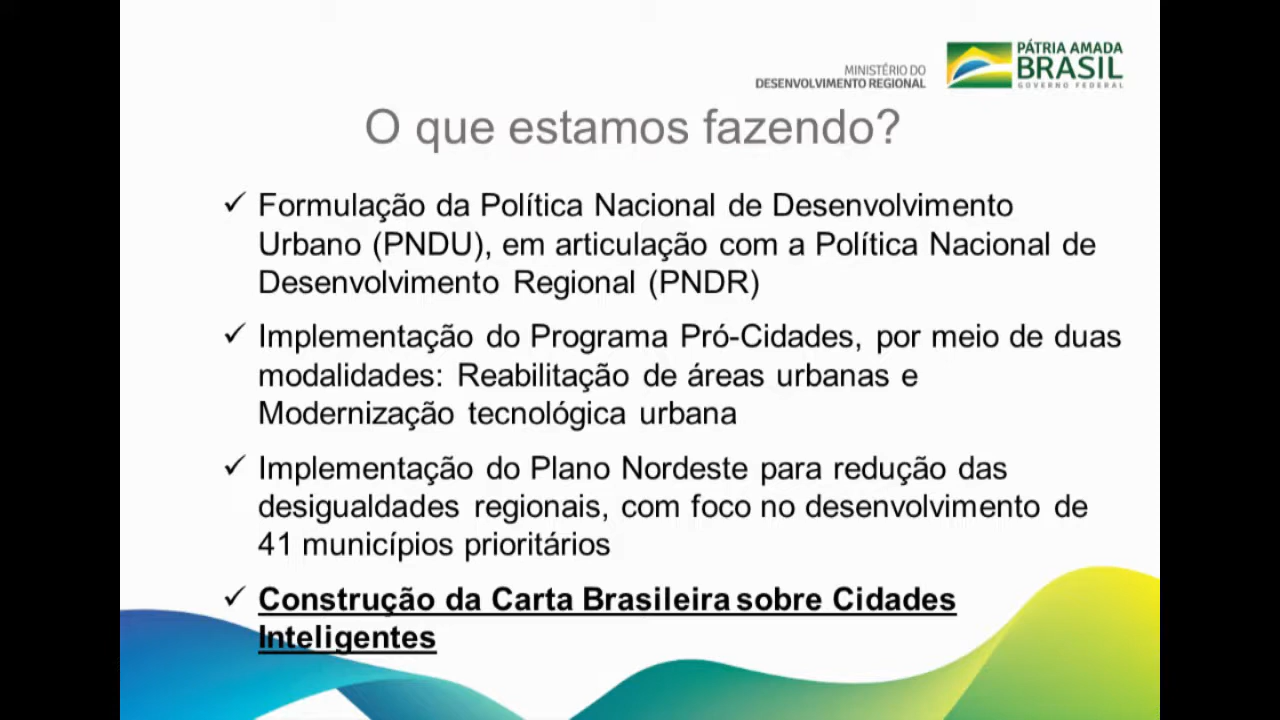 MINISTÉRIO DO
DESENVOLVIMENTO REGIONAL
PÁTRIA AMADA
BRASIL
GOVERNO FEDERAL
O que estamos fazendo?
✓ Formulação da Política Nacional de Desenvolvimento
Urbano (PNDU), em articulação com a Política Nacional de
Desenvolvimento Regional (PNDR)
✓ Implementação do Programa Pró-Cidades, por meio de duas
modalidades: Reabilitação de áreas urbanas e
Modernização tecnológica urbana
✓ Implementação do Plano Nordeste para redução das
desigualdades regionais, com foco no desenvolvimento de
41 municípios prioritários
✓ Construção da Carta Brasileira sobre Cidades
Inteligentes